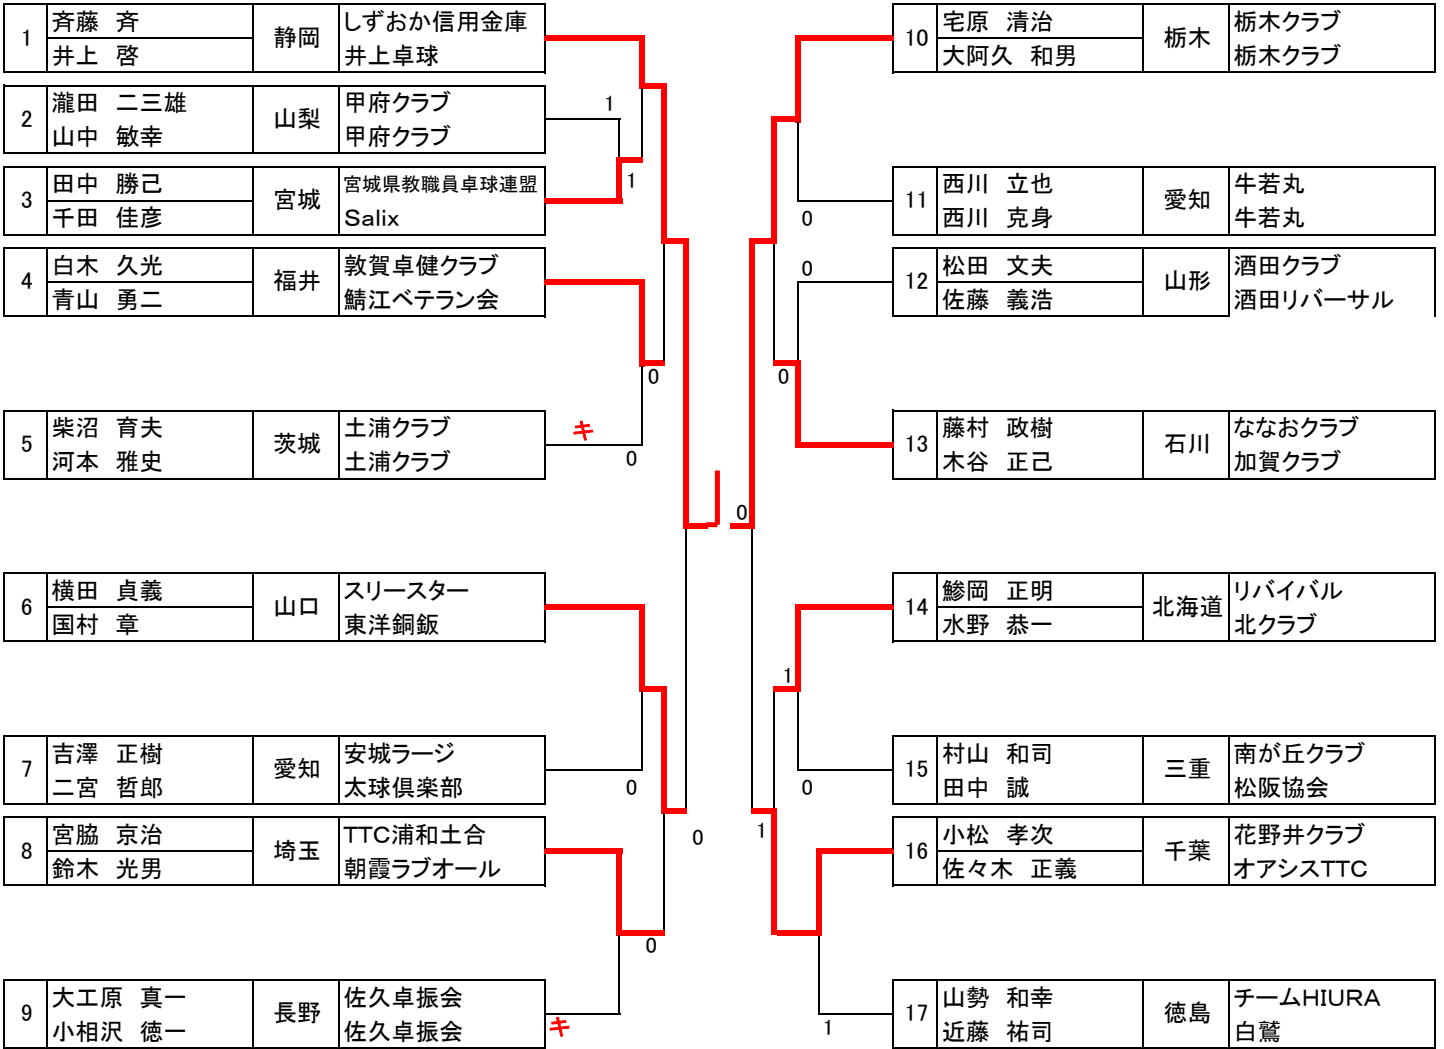 1 斉藤 斉 静岡 しずおか信用金庫
井上 啓 井上卓球
2 瀧田 二三雄 山梨 甲府クラブ
山中 敏幸 甲府クラブ
1
3 田中 勝己 宮城 宮城県教職員卓球連盟
千田 佳彦 Salix
1
4 白木 久光 福井 敦賀卓健クラブ
青山 勇二 鯖江ベテラン会
0
5 柴沼 育夫 茨城 土浦クラブ
河本 雅史 土浦クラブ
キ
0
6 横田 貞義 山口 スリースター
国村 章 東洋銅鈑
7 吉澤 正樹 愛知 安城ラージ
二宮 哲郎 太球倶楽部
0
8 宮脇 京治 埼玉 TTC浦和土合
鈴木 光男 朝霞ラブオール
0
0
9 大工原 真一 長野 佐久卓振会
小相沢 徳一 佐久卓振会
キ
10 宅原 清治 栃木 栃木クラブ
大阿久 和男 栃木クラブ
11 西川 立也 愛知 牛若丸
西川 克身 牛若丸
0
12 松田 文夫 山形 酒田クラブ
佐藤 義浩 酒田リバーサル
0
0
13 藤村 政樹 石川 ななおクラブ
木谷 正己 加賀クラブ
0
14 鯵岡 正明 北海道 リバイバル
水野 恭一 北クラブ
1
15 村山 和司 三重 南が丘クラブ
田中 誠 松阪協会
0
1
16 小松 孝次 千葉 花野井クラブ
佐々木 正義 オアシスTTC
17 山勢 和幸 徳島 チームHIURA
近藤 祐司 白鷲
1